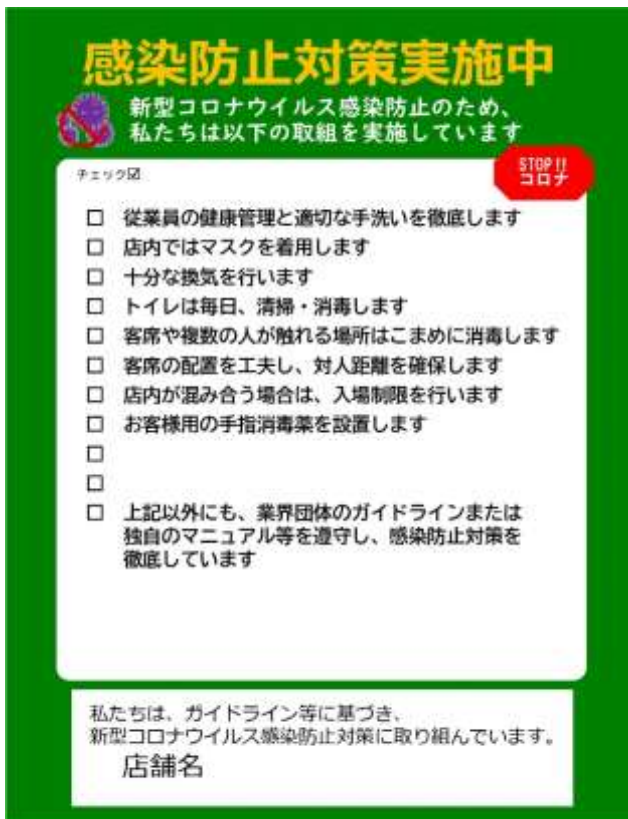 感染防止対策実施中
新型コロナウイルス感染防止のため、
私たちは以下の取組を実施しています
STOP!!
コロナ
チェック☑
□ 従業員の健康管理と適切な手洗いを徹底します
□ 店内ではマスクを着用します
□ 十分な換気を行います
□ トイレは毎日、清掃・消毒します
□ 客席や複数の人が触れる場所はこまめに消毒します
□ 客席の配置を工夫し、対人距離を確保します
□ 店内が混み合う場合は、入場制限を行います
□ お客様用の手指消毒薬を設置します
□
□
□ 上記以外にも、業界団体のガイドラインまたは
独自のマニュアル等を遵守し、感染防止対策を
徹底しています
私たちは、ガイドライン等に基づき、
新型コロナウイルス感染防止対策に取り組んでいます。
店舗名